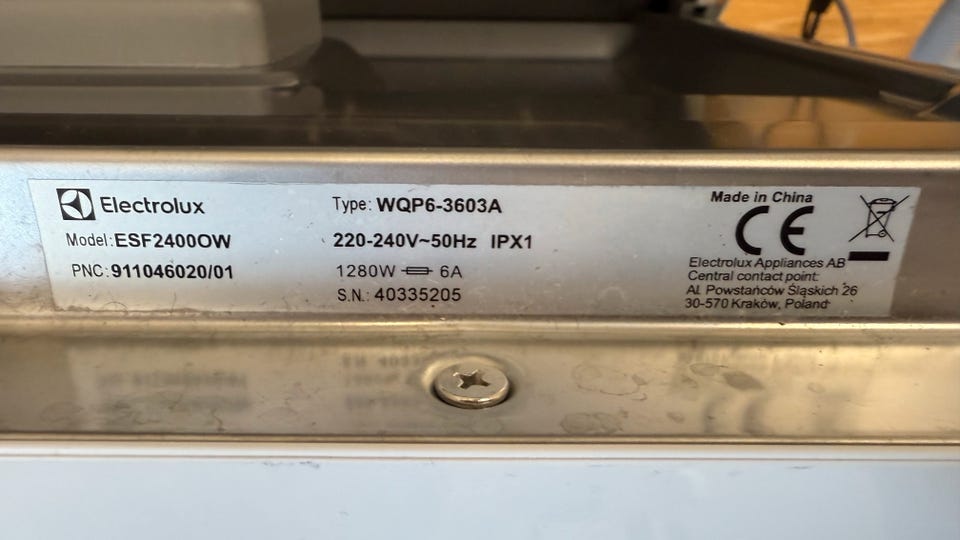 Electrolux
Model: ESF2400OW
PNC: 911046020/01
Type: WQP6-3603A
220-240V~50Hz IPX1
1280W 6A
S.N.: 40335205
Made in China
CE
Electrolux Appliances AB
Central contact point:
Al. Powstańców Śląskich 26
30-570 Kraków, Poland